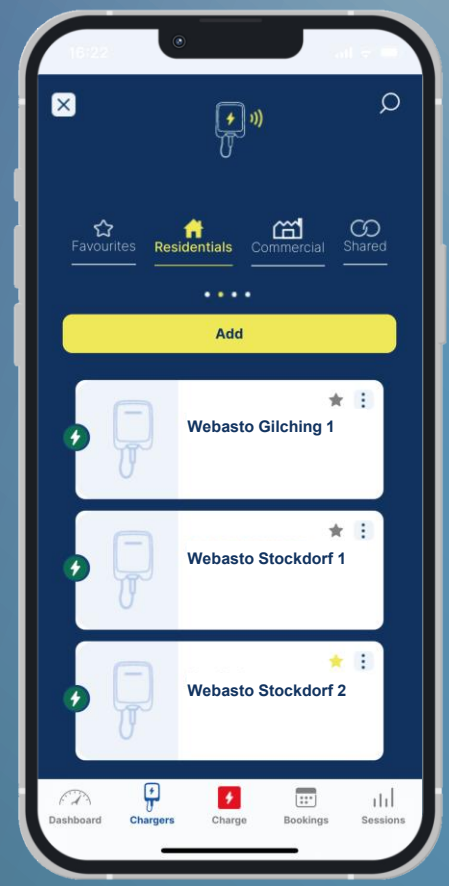 16:22
Favourites Residentials Commercial Shared
Add
Webasto Gilching 1
Webasto Stockdorf 1
Webasto Stockdorf 2
Dashboard Chargers Charge Bookings Sessions